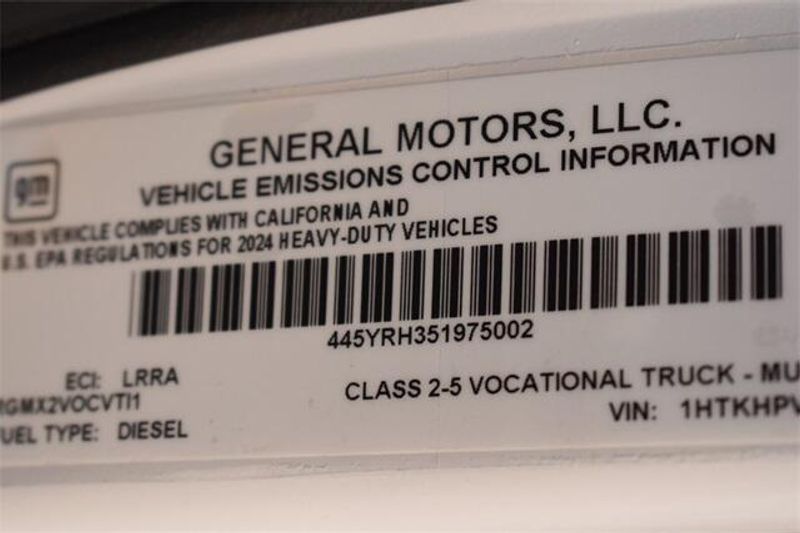 GENERAL MOTORS, LLC.
gm
VEHICLE EMISSIONS CONTROL INFORMATION
THIS VEHICLE COMPLIES WITH CALIFORNIA AND
U.S. EPA REGULATIONS FOR 2024 HEAVY-DUTY VEHICLES
445YRH351975002
ECI: LRRA
CLASS 2-5 VOCATIONAL TRUCK - MU
RGMX2VOCVTI1
VIN: 1HTKHPV
UEL TYPE: DIESEL